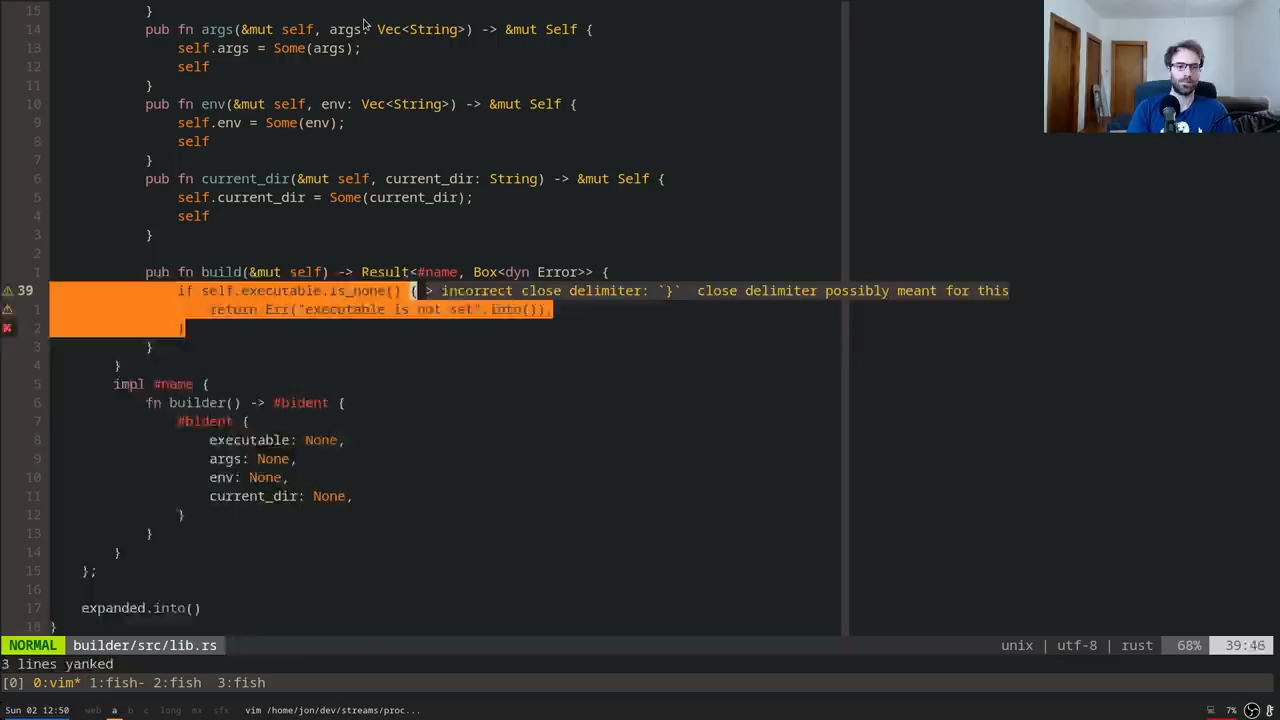 15 }
14 pub fn args(&mut self, args: Vec<String>) -> &mut Self {
13 self.args = Some(args);
12 self
11 }
10 pub fn env(&mut self, env: Vec<String>) -> &mut Self {
9 self.env = Some(env);
8 self
7 }
6 pub fn current_dir(&mut self, current_dir: String) -> &mut Self {
5 self.current_dir = Some(current_dir);
4 self
3 }
2
1 pub fn build(&mut self) -> Result<#name, Box<dyn Error>> {
39 if self.executable.is_none() { > incorrect close delimiter: `}` close delimiter possibly meant for this
1 return Err("executable is not set".into());
2 }
3 }
4 }
5 impl #name {
6 fn builder() -> #bident {
7 #bident {
8 executable: None,
9 args: None,
10 env: None,
11 current_dir: None,
12 }
13 }
14 }
15 };
16
17 expanded.into()
18 }
NORMAL builder/src/lib.rs unix | utf-8 | rust 68% 39:46
3 lines yanked
[0] 0:vim* 1:fish- 2:fish 3:fish
Sun 02 12:50 web a b c long mx sfx vim /home/jon/dev/streams/proc... 7%